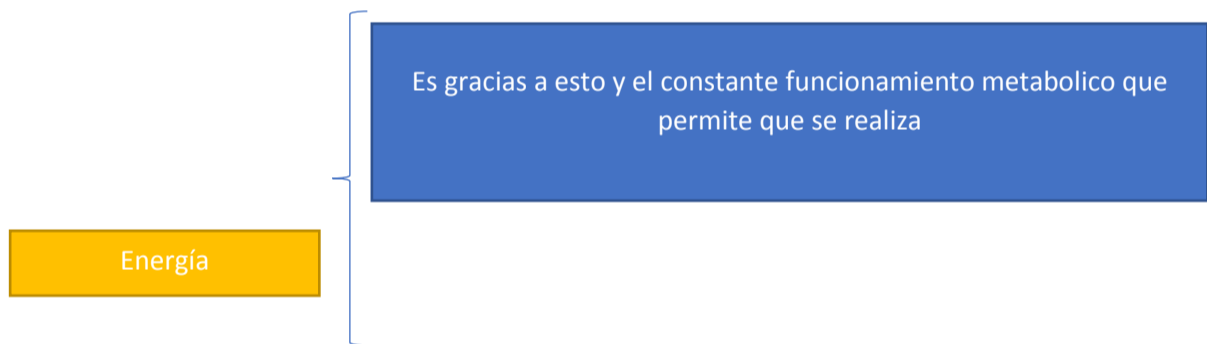 Es gracias a esto y el constante funcionamiento metabolico que
permite que se realiza
Energía